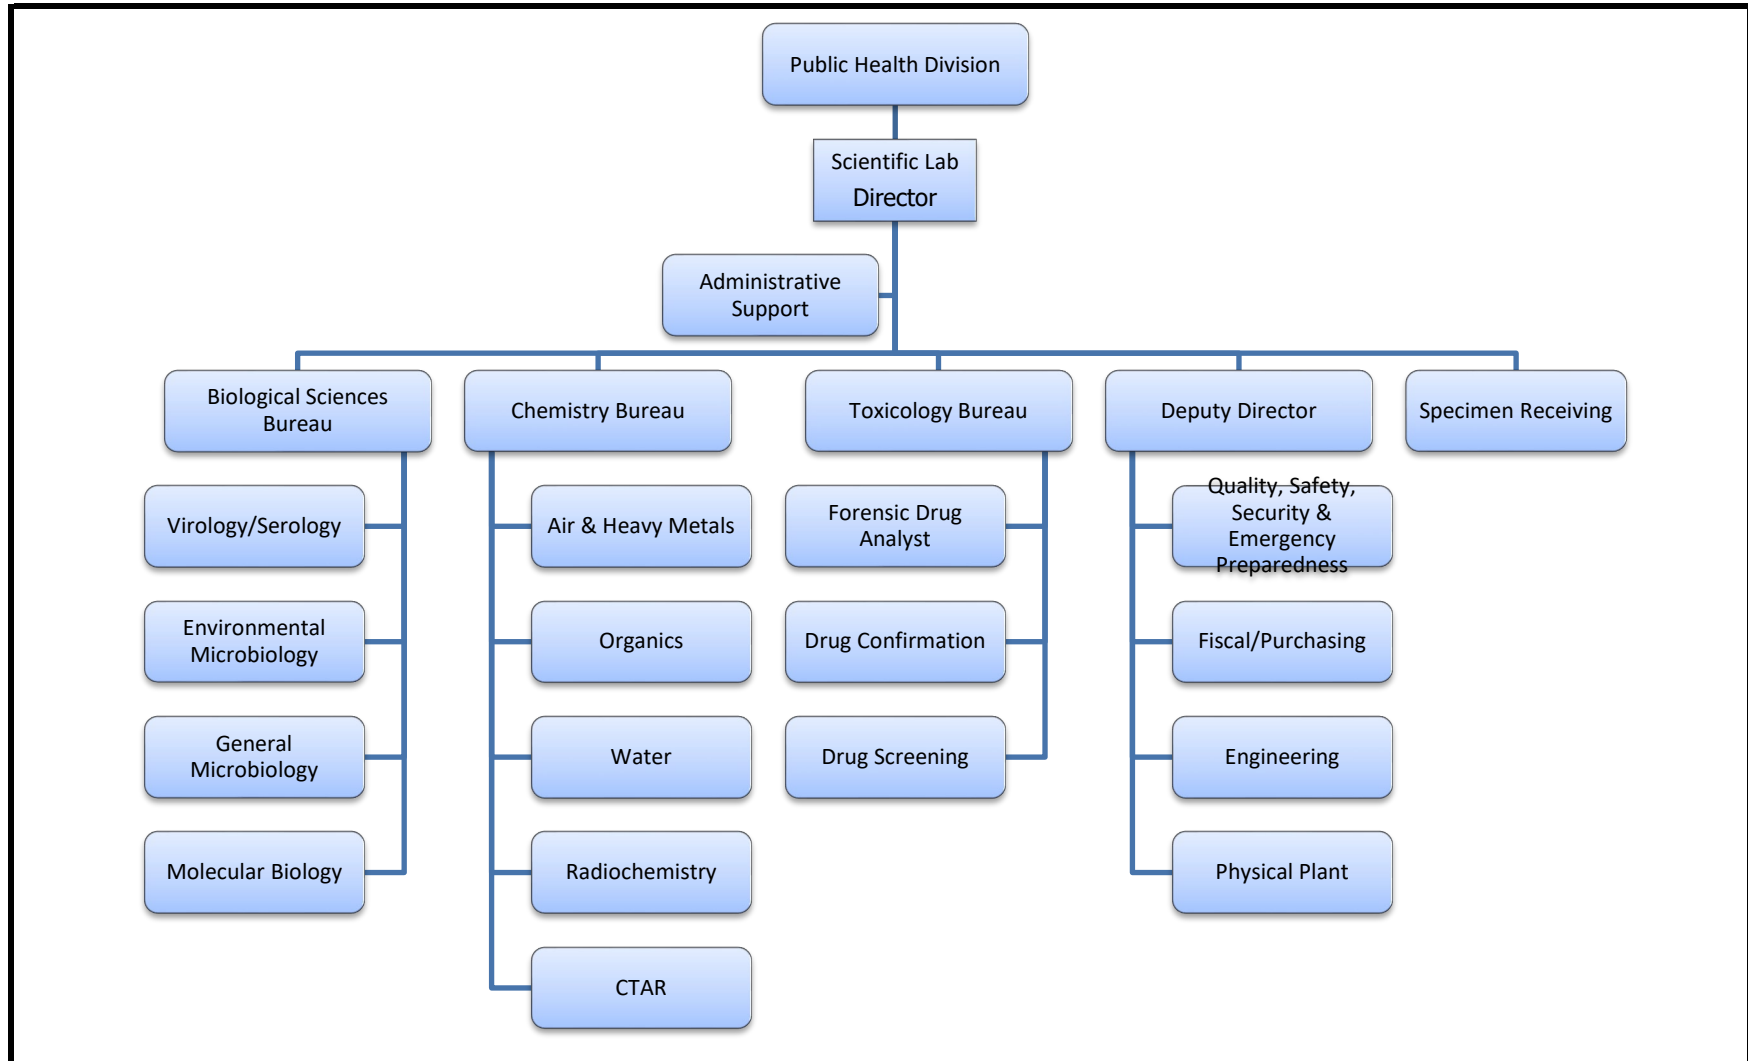 Public Health Division
Scientific Lab
Director
Administrative
Support
Biological Sciences
Bureau
Chemistry Bureau
Toxicology Bureau
Deputy Director
Specimen Receiving
Virology/Serology
Environmental
Microbiology
General
Microbiology
Molecular Biology
Air & Heavy Metals
Organics
Water
Radiochemistry
CTAR
Forensic Drug
Analyst
Drug Confirmation
Drug Screening
Quality, Safety,
Security &
Emergency
Preparedness
Fiscal/Purchasing
Engineering
Physical Plant